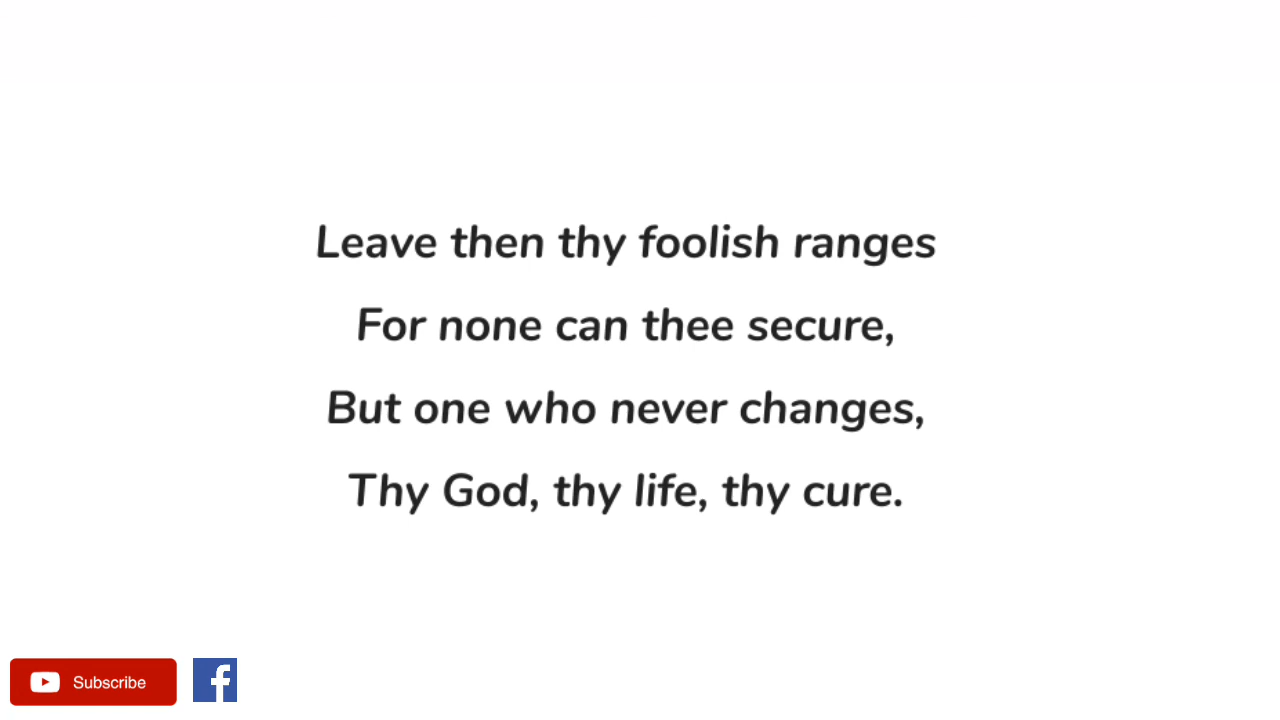 Leave then thy foolish ranges
For none can thee secure,
But one who never changes,
Thy God, thy life, thy cure.
Subscribe
f